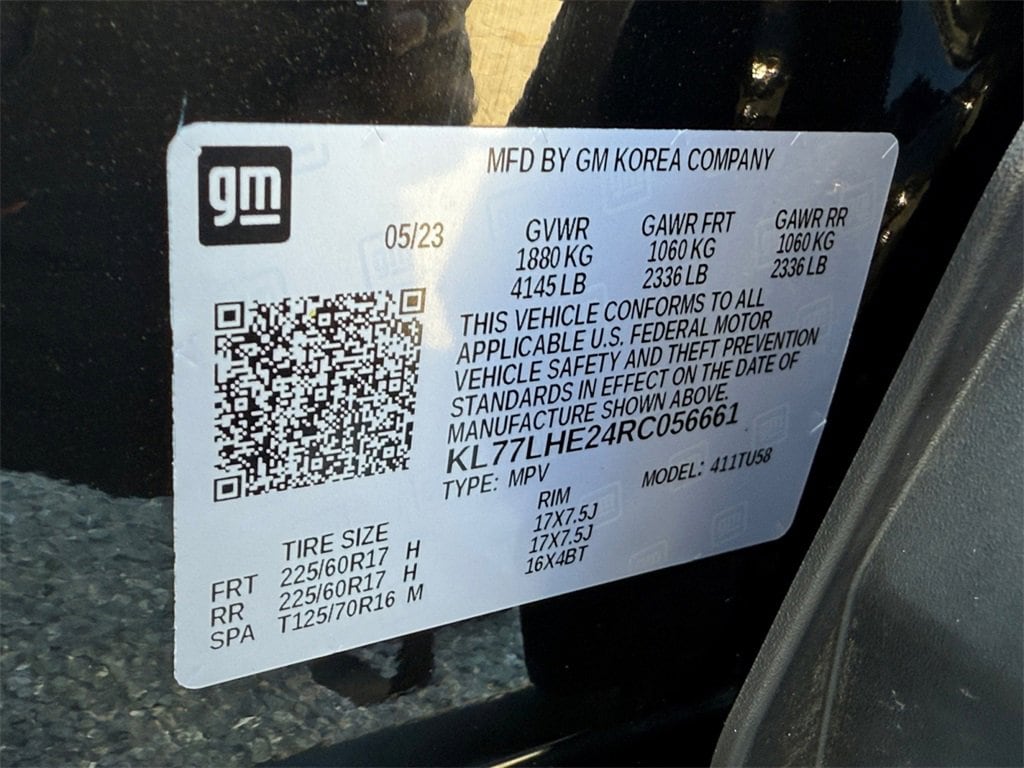 gm
MFD BY GM KOREA COMPANY
05/23 GVWR GAWR FRT GAWR RR
1880 KG 1060 KG 1060 KG
4145 LB 2336 LB 2336 LB
THIS VEHICLE CONFORMS TO ALL
APPLICABLE U.S. FEDERAL MOTOR
VEHICLE SAFETY AND THEFT PREVENTION
STANDARDS IN EFFECT ON THE DATE OF
MANUFACTURE SHOWN ABOVE.
KL77LHE24RC056661
TYPE: MPV MODEL: 411TU58
TIRE SIZE RIM
FRT 225/60R17 H 17X7.5J
RR 225/60R17 H 17X7.5J
SPA T125/70R16 M 16X4BT